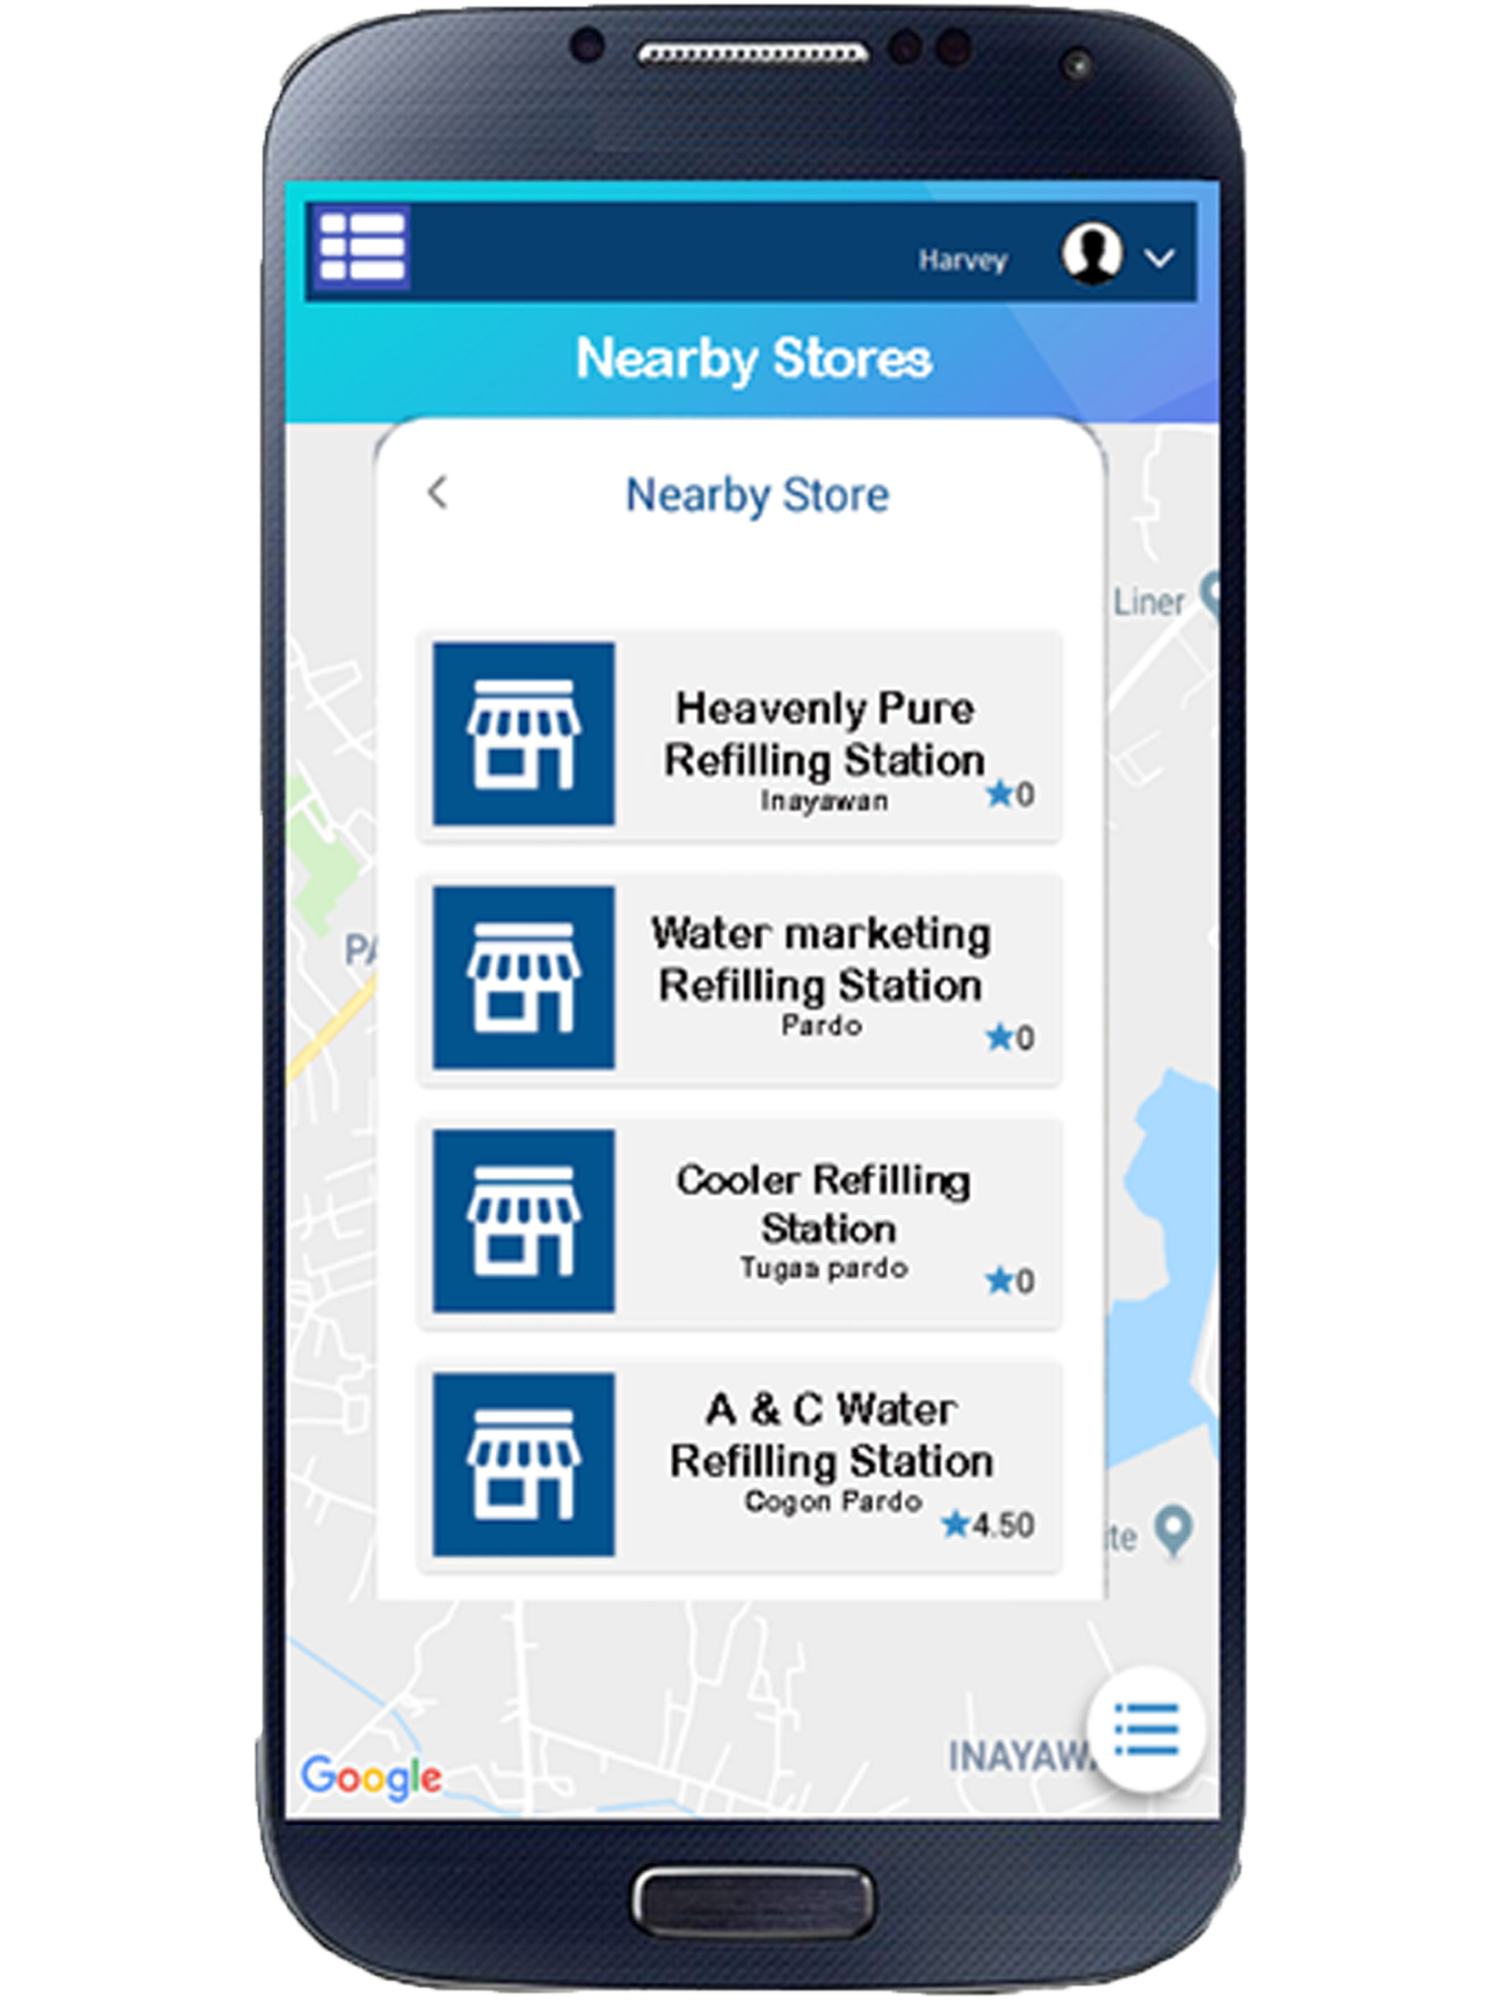 Harvey
Nearby Stores
Nearby Store
Liner
Heavenly Pure
Refilling Station
Inayawan
0
PA
Water marketing
Refilling Station
Pardo
0
Cooler Refilling
Station
Tugas pardo
0
A & C Water
Refilling Station
Cogon Pardo
4.50
te
INAYAW
Google